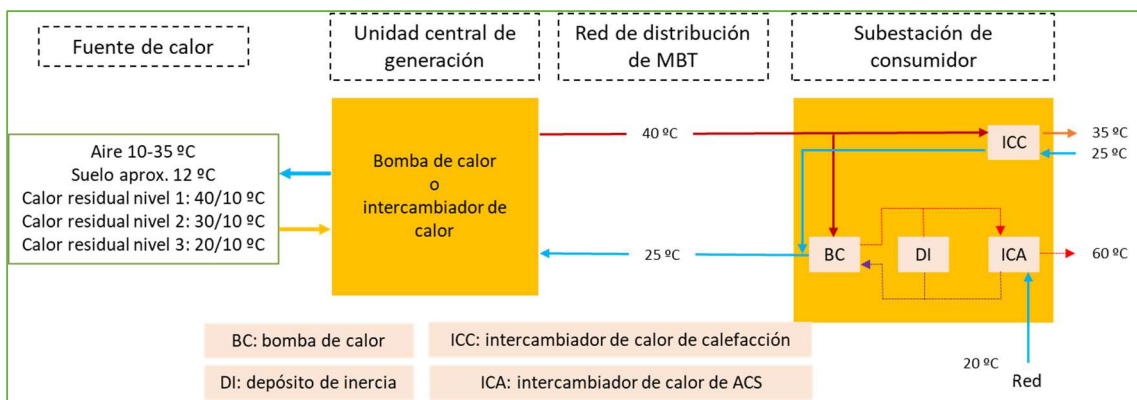 Fuente de calor
Unidad central de
generación
Red de distribución
de MBT
Subestación de
consumidor
Aire 10-35 ºC
Suelo aprox. 12 ºC
Calor residual nivel 1: 40/10 ºC
Calor residual nivel 2: 30/10 ºC
Calor residual nivel 3: 20/10 ºC
Bomba de calor
o
intercambiador de
calor
40 ºC
25 ºC
ICC
35 ºC
25 ºC
BC
DI
ICA
60 ºC
20 ºC
Red
BC: bomba de calor
ICC: intercambiador de calor de calefacción
DI: depósito de inercia
ICA: intercambiador de calor de ACS